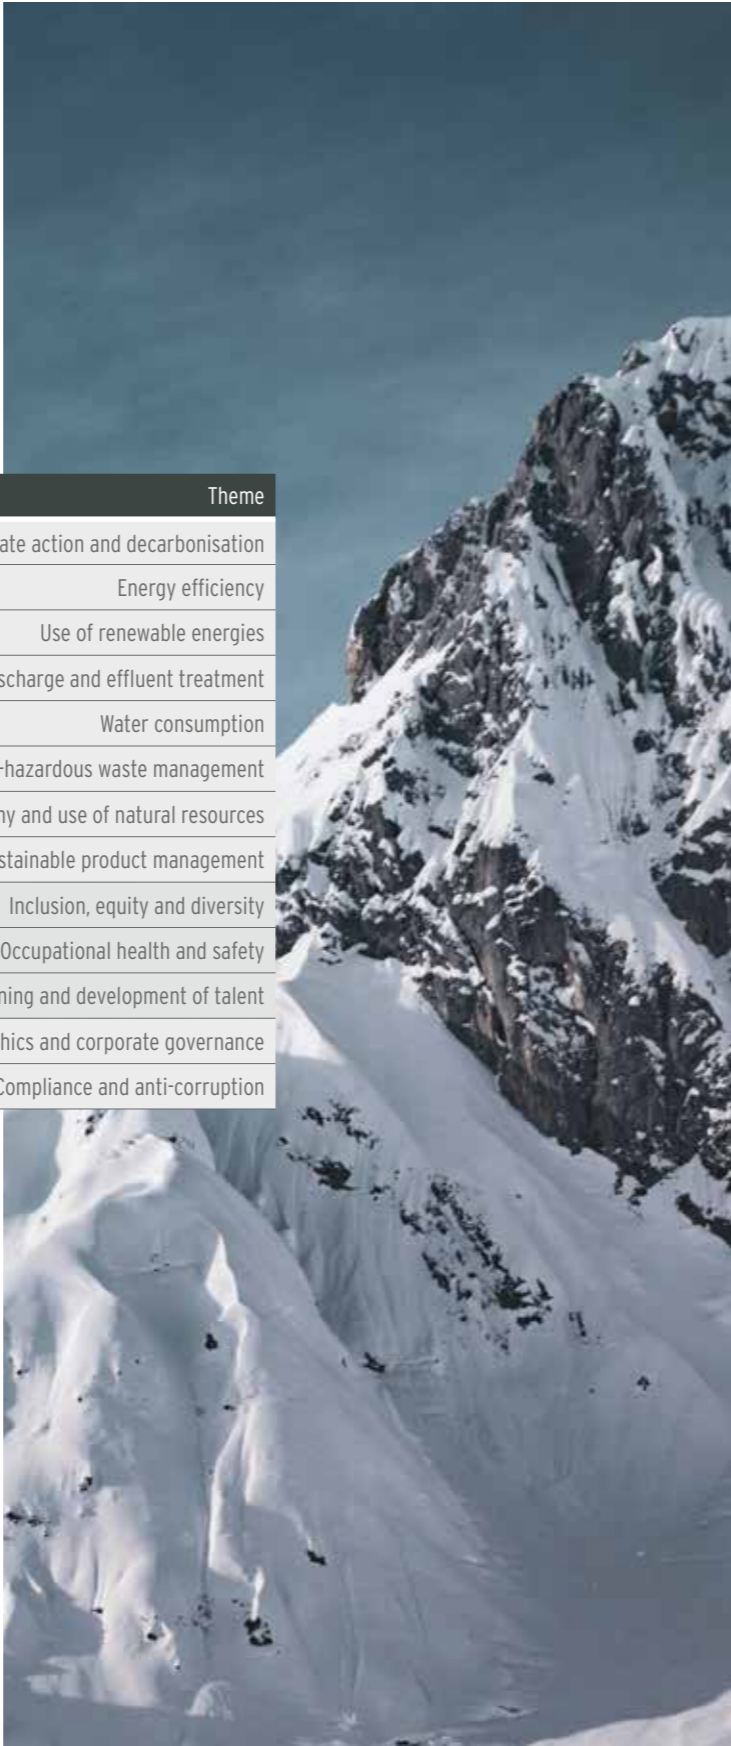 Theme
ate action and decarbonisation
Energy efficiency
Use of renewable energies
scharge and effluent treatment
Water consumption
-hazardous waste management
ny and use of natural resources
stainable product management
Inclusion, equity and diversity
Occupational health and safety
ning and development of talent
hics and corporate governance
Compliance and anti-corruption